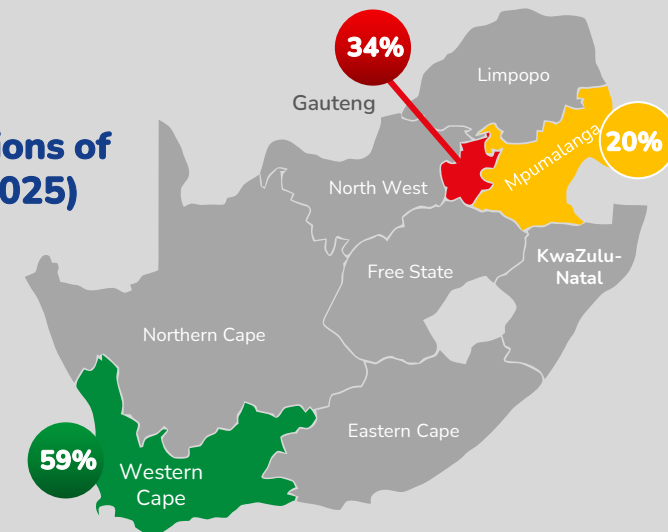 34%
Limpopo
Gauteng
ions of
2025)
Mpumalanga
20%
North West
KwaZulu-
Natal
Free State
Northern Cape
Eastern Cape
59%
Western
Cape